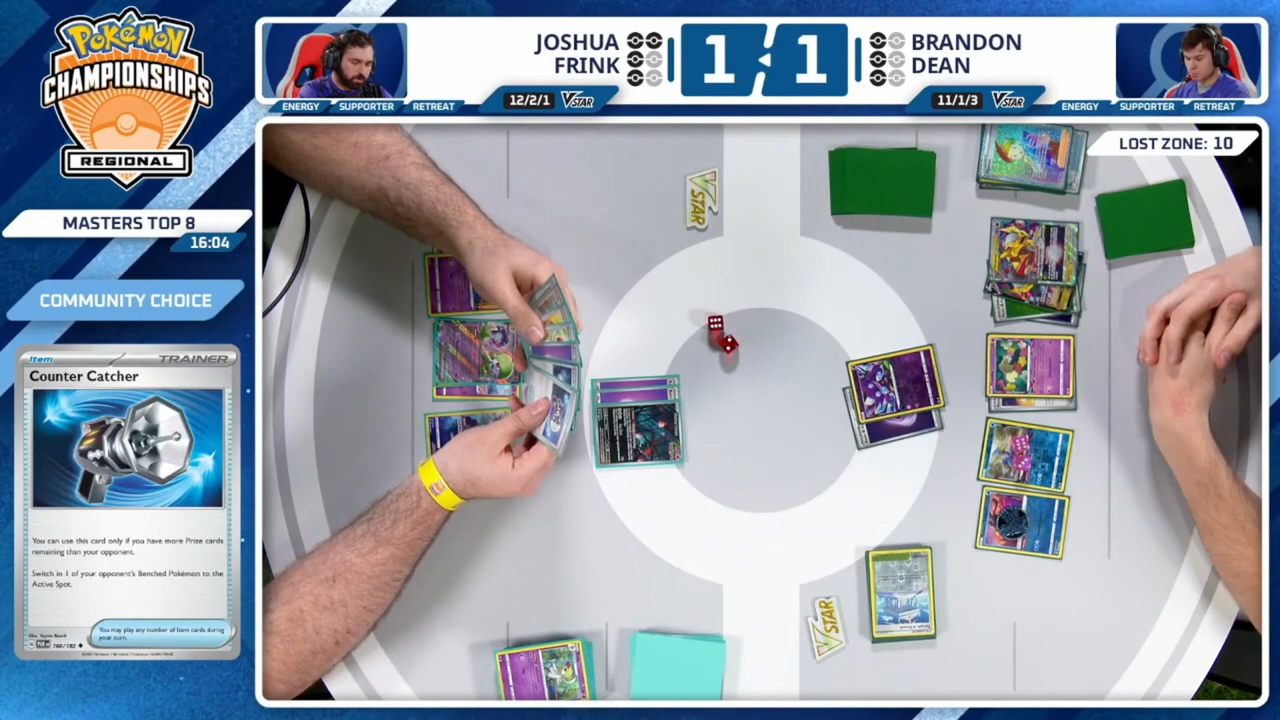 POKÉMON
CHAMPIONSHIPS
REGIONAL
MASTERS TOP 8
16:04
COMMUNITY CHOICE
Item
TRAINER
Counter Catcher
You can use this card only if you have more Prize cards
remaining than your opponent.
Switch in 1 of your opponent's Benched Pokémon to the
Active Spot.
You may play any number of Item cards during
your turn.
160/182
JOSHUA
FRINK
1
1
BRANDON
DEAN
ENERGY
SUPPORTER
RETREAT
12/2/1
VSTAR
11/1/3
VSTAR
ENERGY
SUPPORTER
RETREAT
LOST ZONE: 10
VSTAR
VSTAR